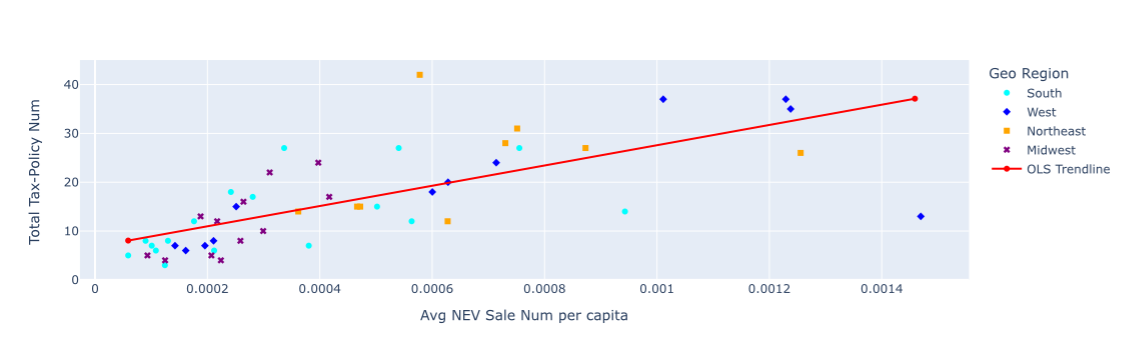 Geo Region
South
West
Northeast
Midwest
OLS Trendline
Total Tax-Policy Num
40
30
20
10
0
0 0.0002 0.0004 0.0006 0.0008 0.001 0.0012 0.0014
Avg NEV Sale Num per capita